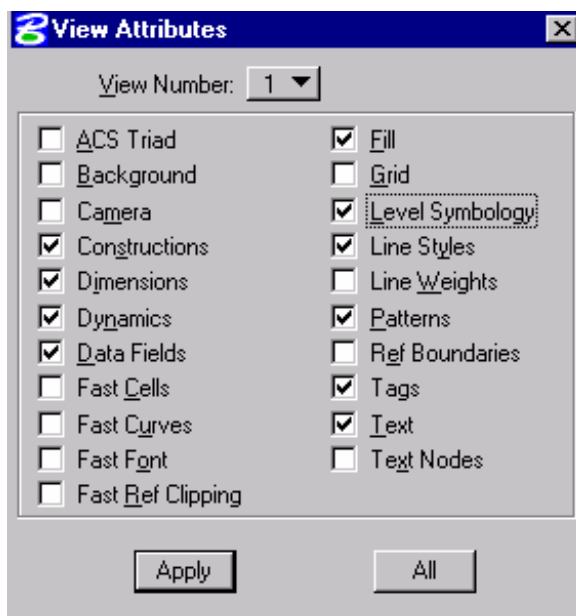 View Attributes
View Number: 1
ACS Triad
Background
Camera
Constructions
Dimensions
Dynamics
Data Fields
Fast Cells
Fast Curves
Fast Font
Fast Ref Clipping
Fill
Grid
Level Symbology
Line Styles
Line Weights
Patterns
Ref Boundaries
Tags
Text
Text Nodes
Apply
All